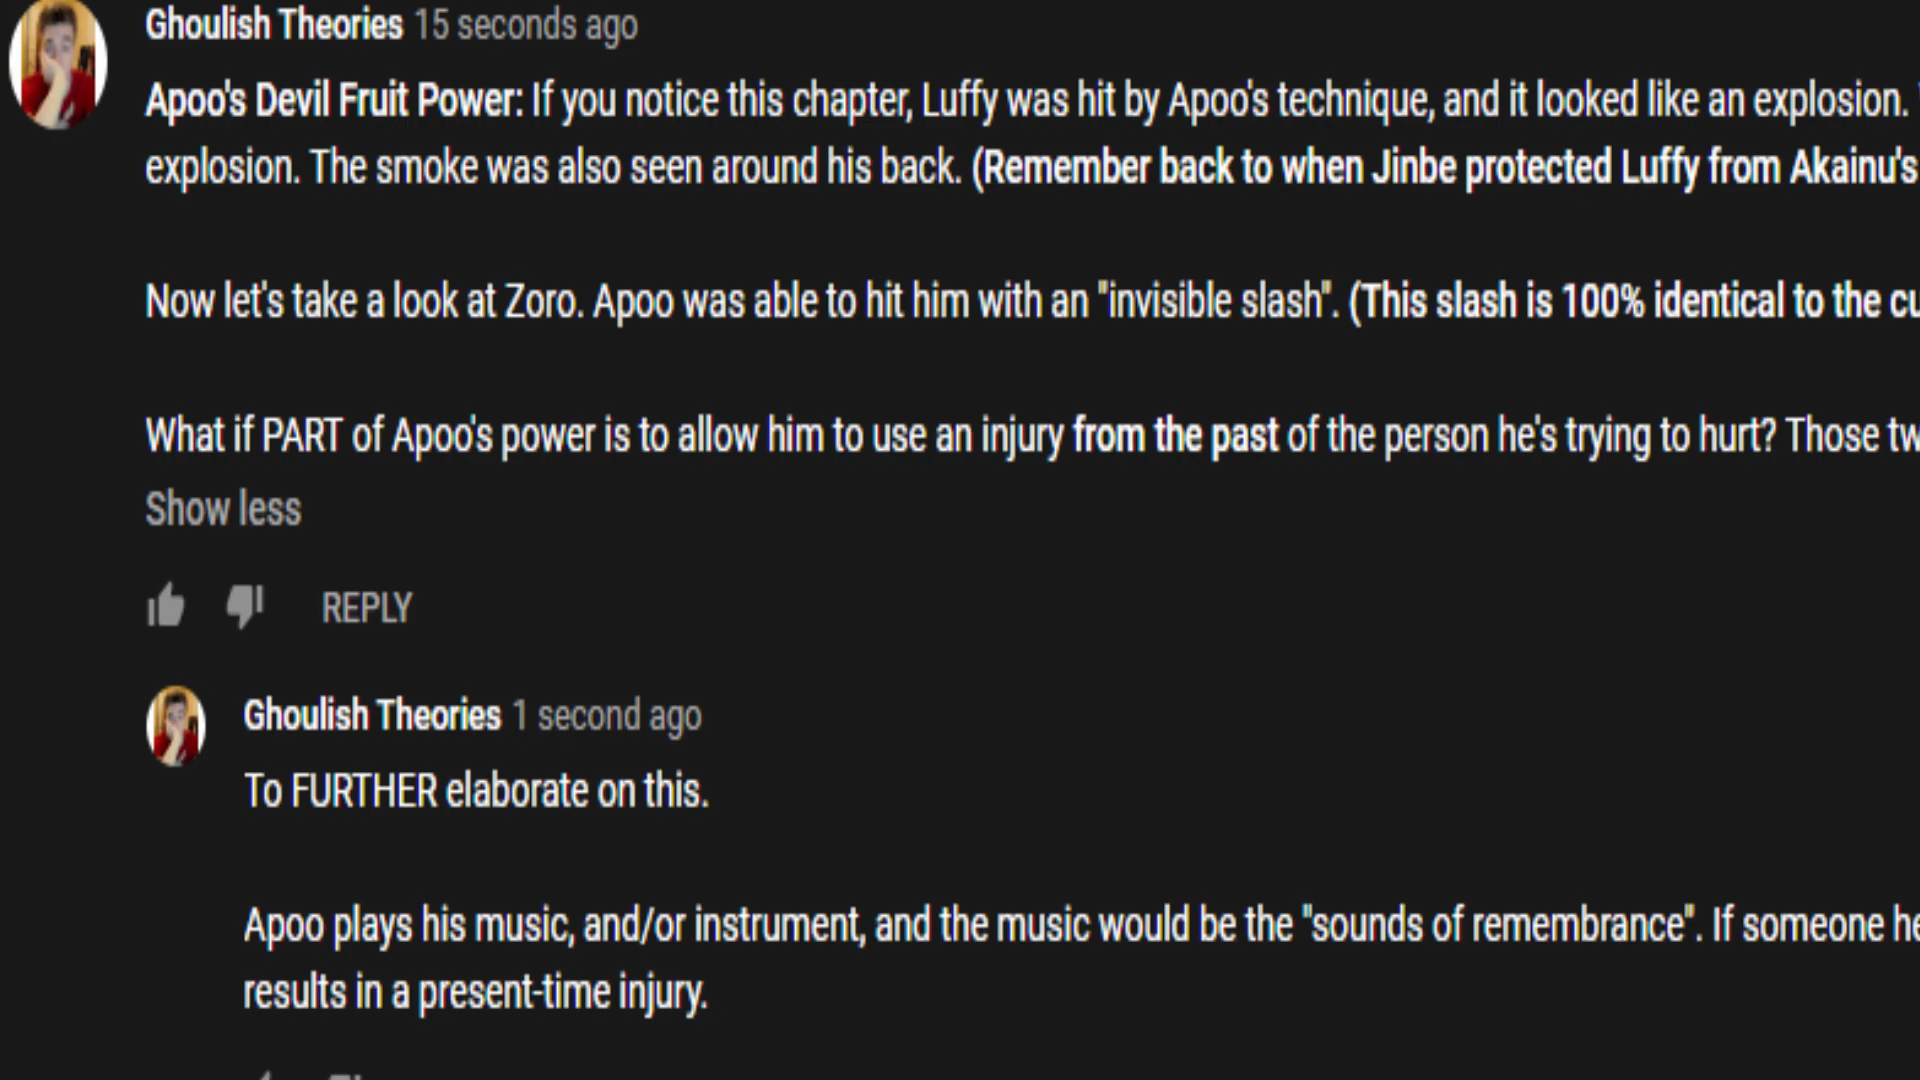 Ghoulish Theories 15 seconds ago
Apoo's Devil Fruit Power: If you notice this chapter, Luffy was hit by Apoo's technique, and it looked like an explosion.
explosion. The smoke was also seen around his back. (Remember back to when Jinbe protected Luffy from Akainu's
Now let's take a look at Zoro. Apoo was able to hit him with an "invisible slash". (This slash is 100% identical to the cu
What if PART of Apoo's power is to allow him to use an injury from the past of the person he's trying to hurt? Those tw
Show less
REPLY
Ghoulish Theories 1 second ago
To FURTHER elaborate on this.
Apoo plays his music, and/or instrument, and the music would be the "sounds of remembrance". If someone he
results in a present-time injury.